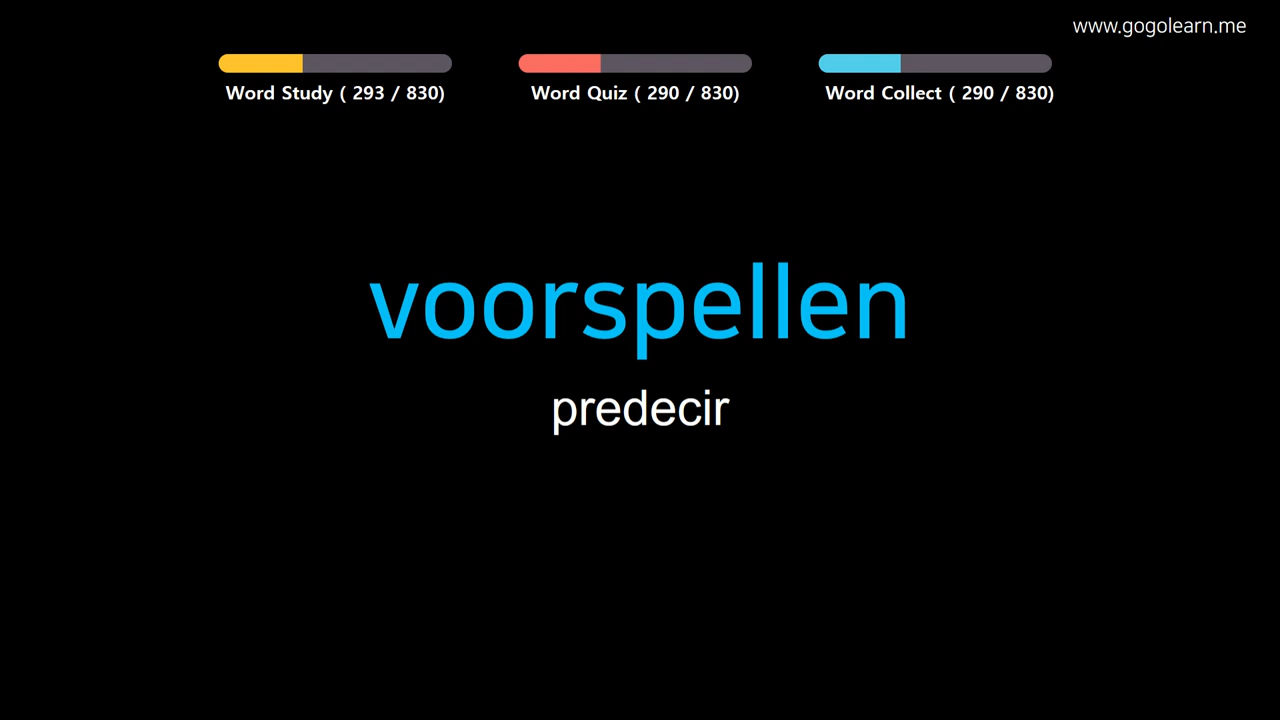 www.gogolearn.me
Word Study ( 293 / 830)
Word Quiz ( 290 / 830)
Word Collect ( 290 / 830)
voorspellen
predecir